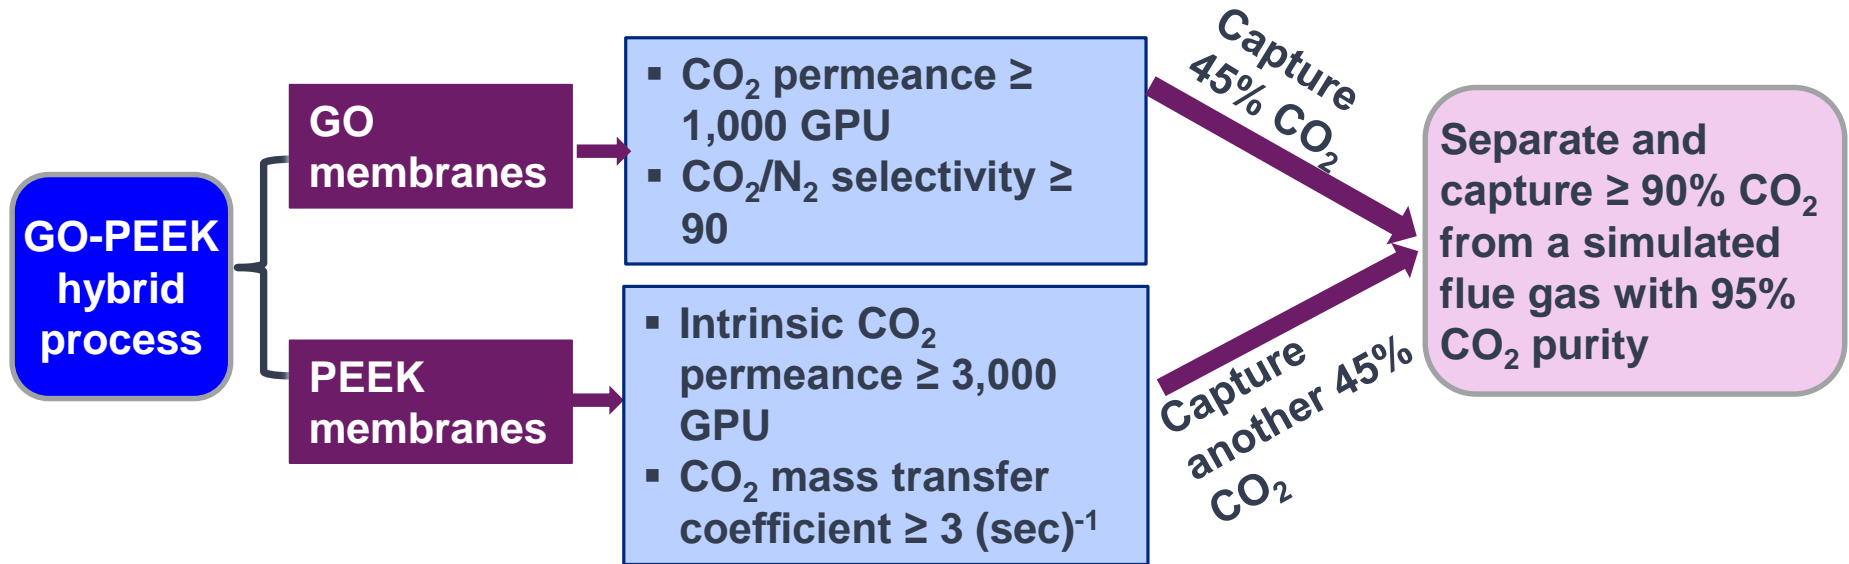 GO-PEEK
hybrid
process
GO
membranes
▪ CO₂ permeance ≥
1,000 GPU
▪ CO₂/N₂ selectivity ≥
90
Capture
45% CO₂
PEEK
membranes
▪ Intrinsic CO₂
permeance ≥ 3,000
GPU
▪ CO₂ mass transfer
coefficient ≥ 3 (sec)⁻¹
Capture
another 45%
CO₂
Separate and
capture ≥ 90% CO₂
from a simulated
flue gas with 95%
CO₂ purity